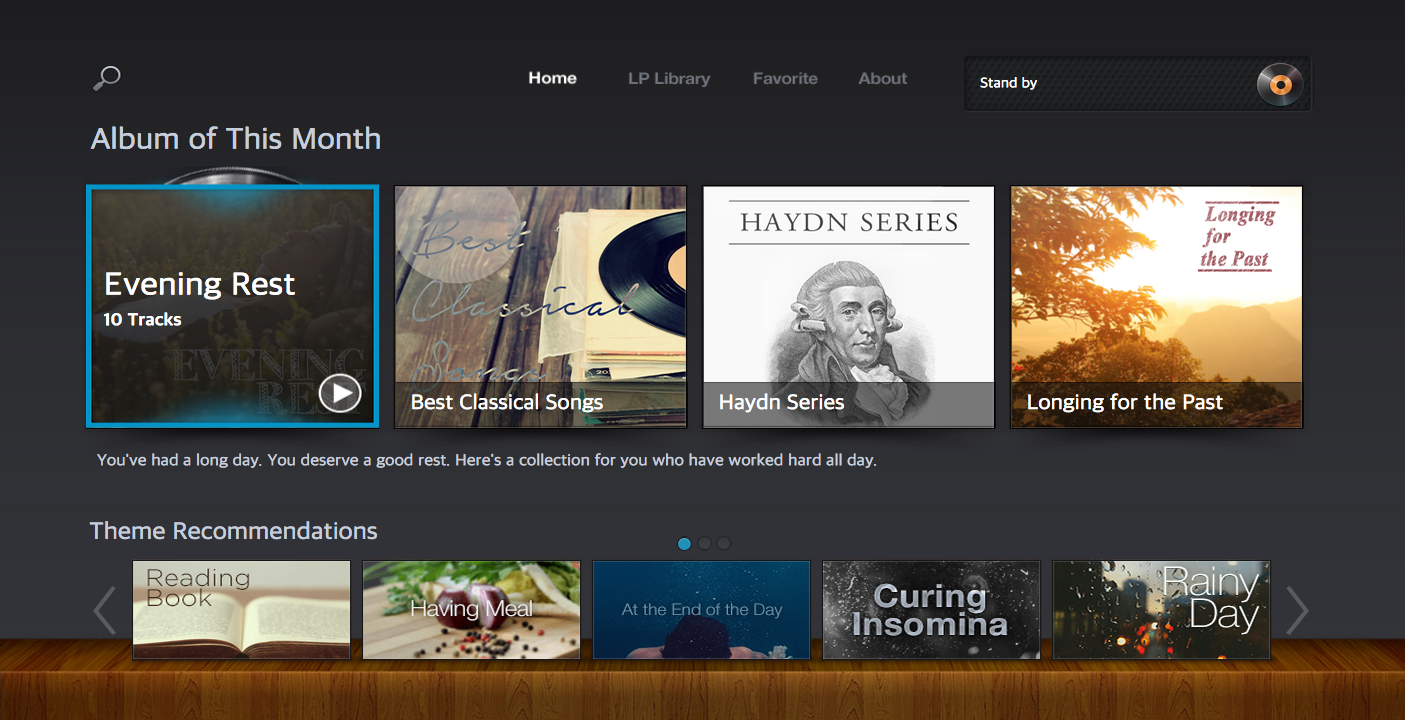 Home
LP Library
Favorite
About
Stand by
Album of This Month
Evening Rest
10 Tracks
EVENING
REST
Best
Classical
Songs
Best Classical Songs
HAYDN SERIES
Haydn Series
Longing
for
the Past
Longing for the Past
You've had a long day. You deserve a good rest. Here's a collection for you who have worked hard all day.
Theme Recommendations
Reading
Book
Having Meal
At the End of the Day
Curing
Insomina
Rainy
Day